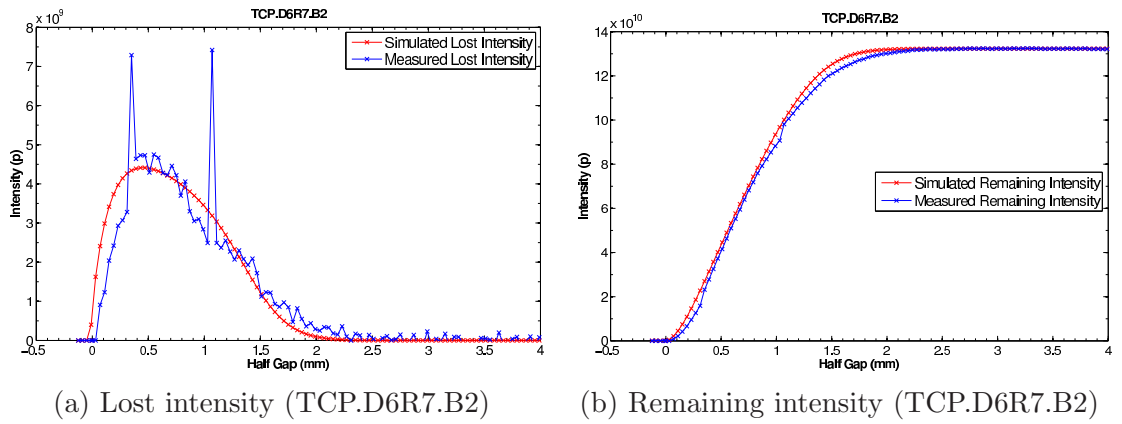 TCP.D6R7.B2
x 10^9
9
8
7
6
5
4
3
2
1
0
Intensity (p)
Simulated Lost Intensity
Measured Lost Intensity
−0.5 0 0.5 1 1.5 2 2.5 3 3.5 4
Half Gap (mm)
(a) Lost intensity (TCP.D6R7.B2)
TCP.D6R7.B2
x 10^10
14
12
10
8
6
4
2
0
Intensity (p)
Simulated Remaining Intensity
Measured Remaining Intensity
−0.5 0 0.5 1 1.5 2 2.5 3 3.5 4
Half Gap (mm)
(b) Remaining intensity (TCP.D6R7.B2)